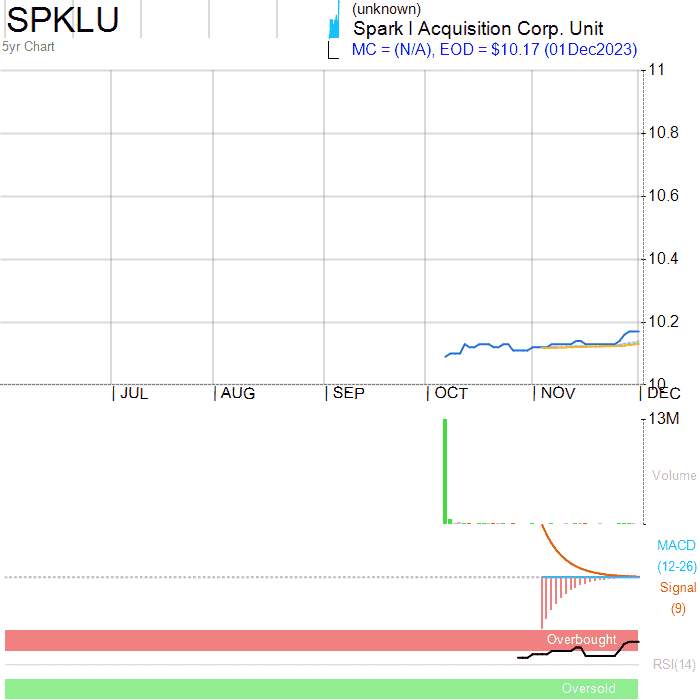 SPKLU
(unknown)
Spark I Acquisition Corp. Unit
5yr Chart
MC = (N/A), EOD = $10.17 (01Dec2023)
11
10.8
10.6
10.4
10.2
10
JUL AUG SEP OCT NOV DEC
13M
Volume
MACD
(12-26)
Signal
(9)
Overbought
RSI(14)
Oversold